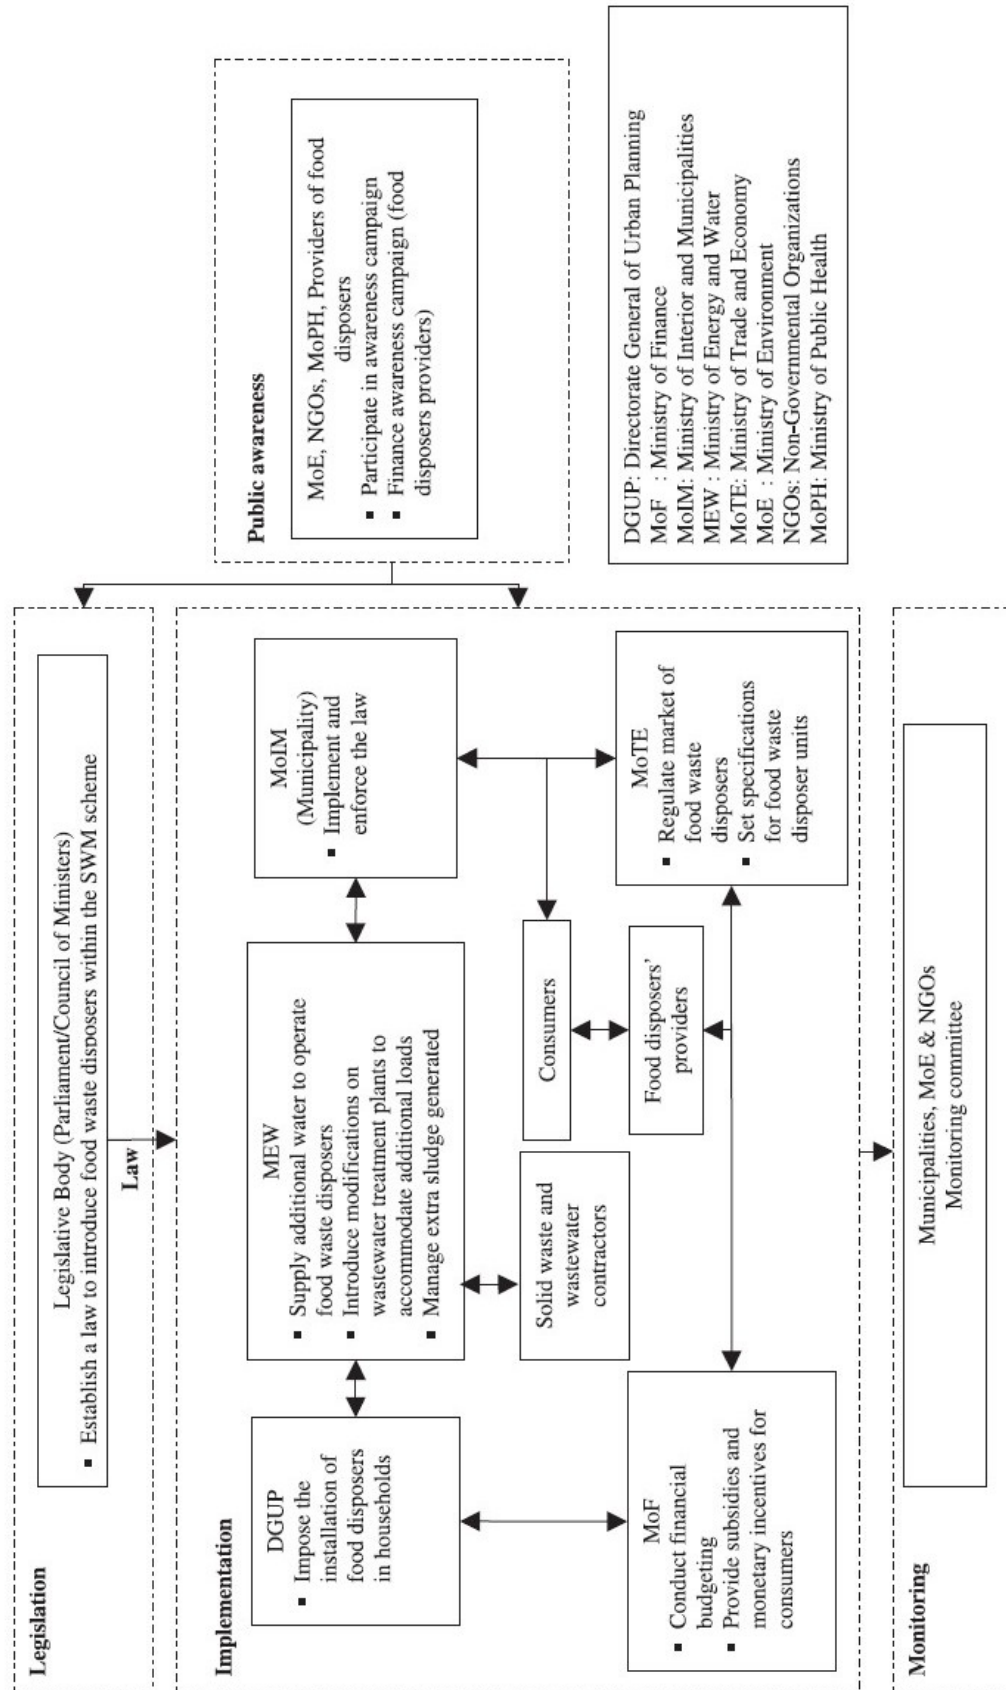 Legislation
Legislative Body (Parliament/Council of Ministers)
▪ Establish a law to introduce food waste disposers within the SWM scheme
Law
Implementation
DGUP
▪ Impose the
installation of
food disposers
in households
MEW
▪ Supply additional water to operate
food waste disposers
▪ Introduce modifications on
wastewater treatment plants to
accommodate additional loads
▪ Manage extra sludge generated
MoIM
(Municipality)
▪ Implement and
enforce the law
Solid waste and
wastewater
contractors
Consumers
Food disposers’
providers
MoF
▪ Conduct financial
budgeting
▪ Provide subsidies and
monetary incentives for
consumers
MoTE
▪ Regulate market of
food waste
disposers
▪ Set specifications
for food waste
disposer units
Monitoring
Municipalities, MoE & NGOs
Monitoring committee
Public awareness
MoE, NGOs, MoPH, Providers of food
disposers
▪ Participate in awareness campaign
▪ Finance awareness campaign (food
disposers providers)
DGUP: Directorate General of Urban Planning
MoF : Ministry of Finance
MoIM: Ministry of Interior and Municipalities
MEW : Ministry of Energy and Water
MoTE: Ministry of Trade and Economy
MoE : Ministry of Environment
NGOs: Non-Governmental Organizations
MoPH: Ministry of Public Health